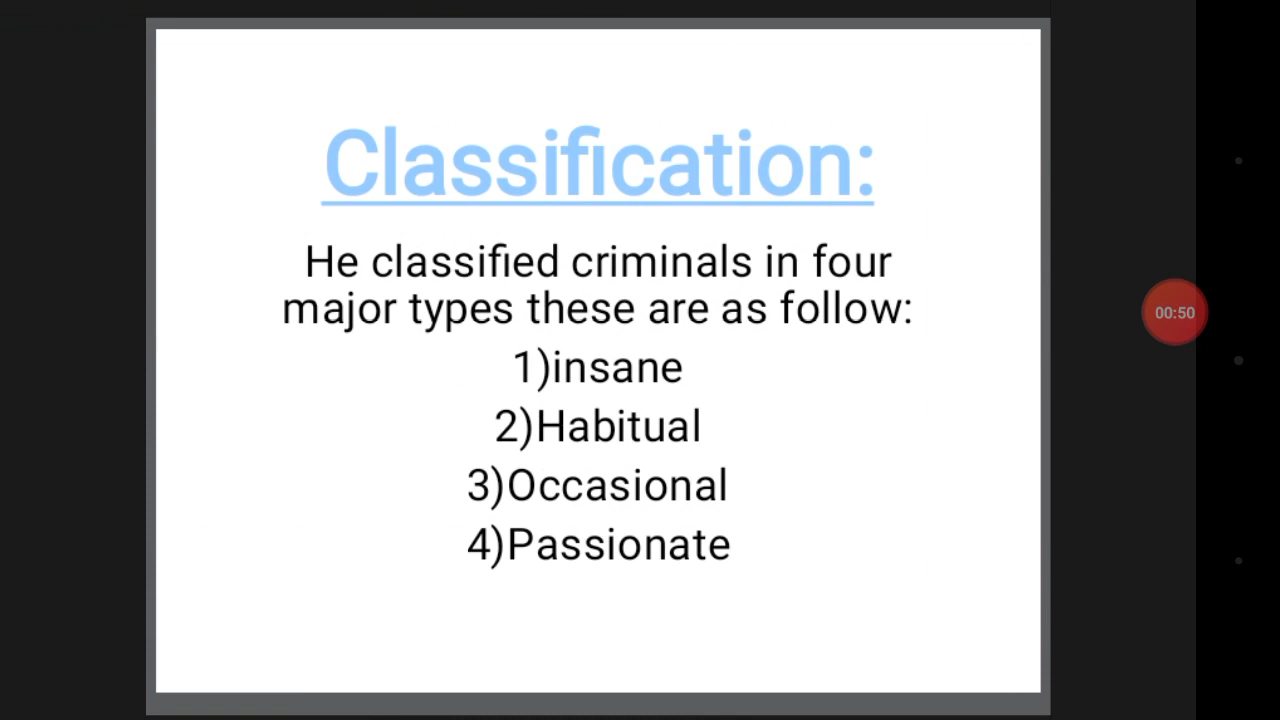 Classification:
He classified criminals in four
major types these are as follow:
1)insane
2)Habitual
3)Occasional
4)Passionate
00:50